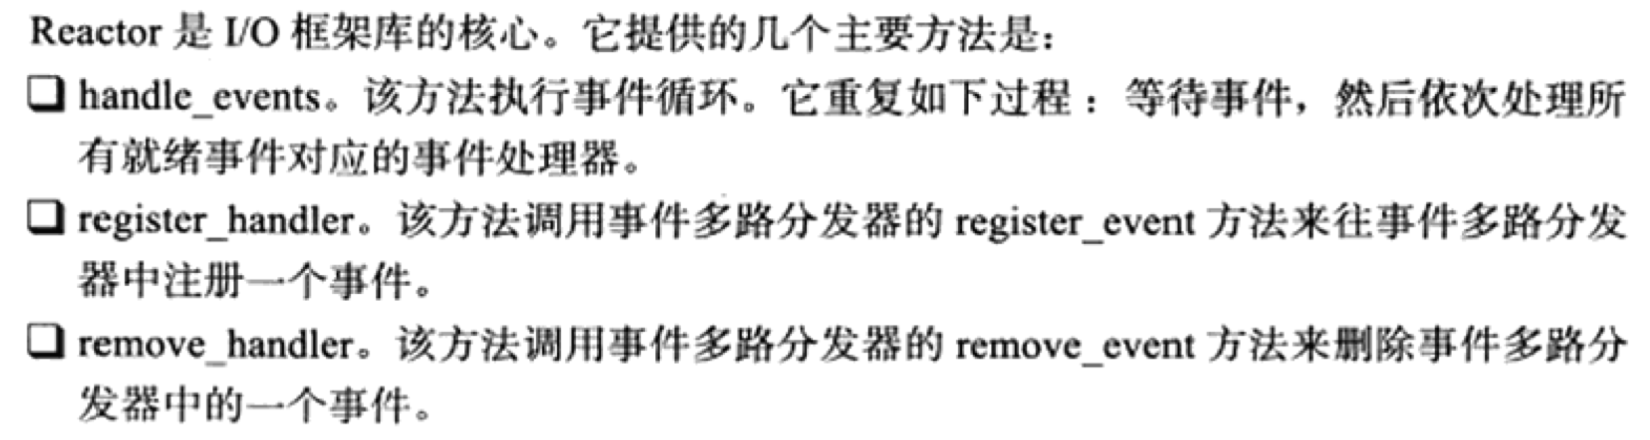 Reactor 是 I/O 框架库的核心。它提供的几个主要方法是：
❑ handle_events。该方法执行事件循环。它重复如下过程：等待事件，然后依次处理所
有就绪事件对应的事件处理器。
❑ register_handler。该方法调用事件多路分发器的 register_event 方法来往事件多路分发
器中注册一个事件。
❑ remove_handler。该方法调用事件多路分发器的 remove_event 方法来删除事件多路分
发器中的一个事件。